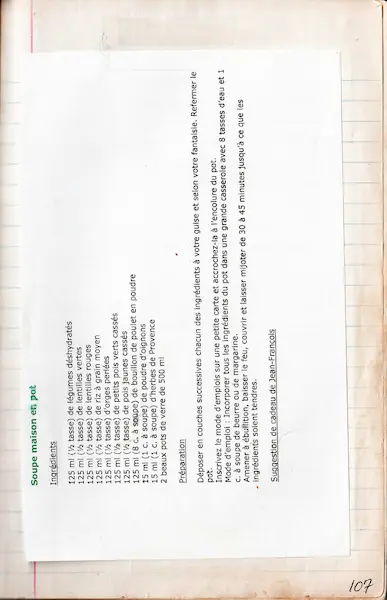 Soupe maison en pot
Ingrédients
125 ml (½ tasse) de légumes déshydratés
125 ml (½ tasse) de lentilles vertes
125 ml (½ tasse) de lentilles rouges
125 ml (½ tasse) de riz à grain moyen
125 ml (½ tasse) d'orges perlées
125 ml (½ tasse) de petits pois verts cassés
125 ml (½ tasse) de pois jaunes cassés
125 ml (8 c. à soupe) de bouillon de poulet en poudre
15 ml (1 c. à soupe) de poudre d'oignons
15 ml (1 c. à soupe) d'herbes de Provence
2 beaux pots de verre de 500 ml
Préparation
Déposer en couches successives chacun des ingrédients à votre guise et selon votre fantaisie. Refermer le
pot.
Inscrivez le mode d'emplois sur une petite carte et accrochez-la à l'encolure du pot.
Mode d'emploi : Incorporer tous les ingrédients du pot dans une grande casserole avec 8 tasses d'eau et 1
c. à soupe de beurre ou de margarine.
Amener à ébullition, baisser le feu, couvrir et laisser mijoter de 30 à 45 minutes jusqu'à ce que les
ingrédients soient tendres.
Suggestion de cadeau de Jean-François
107